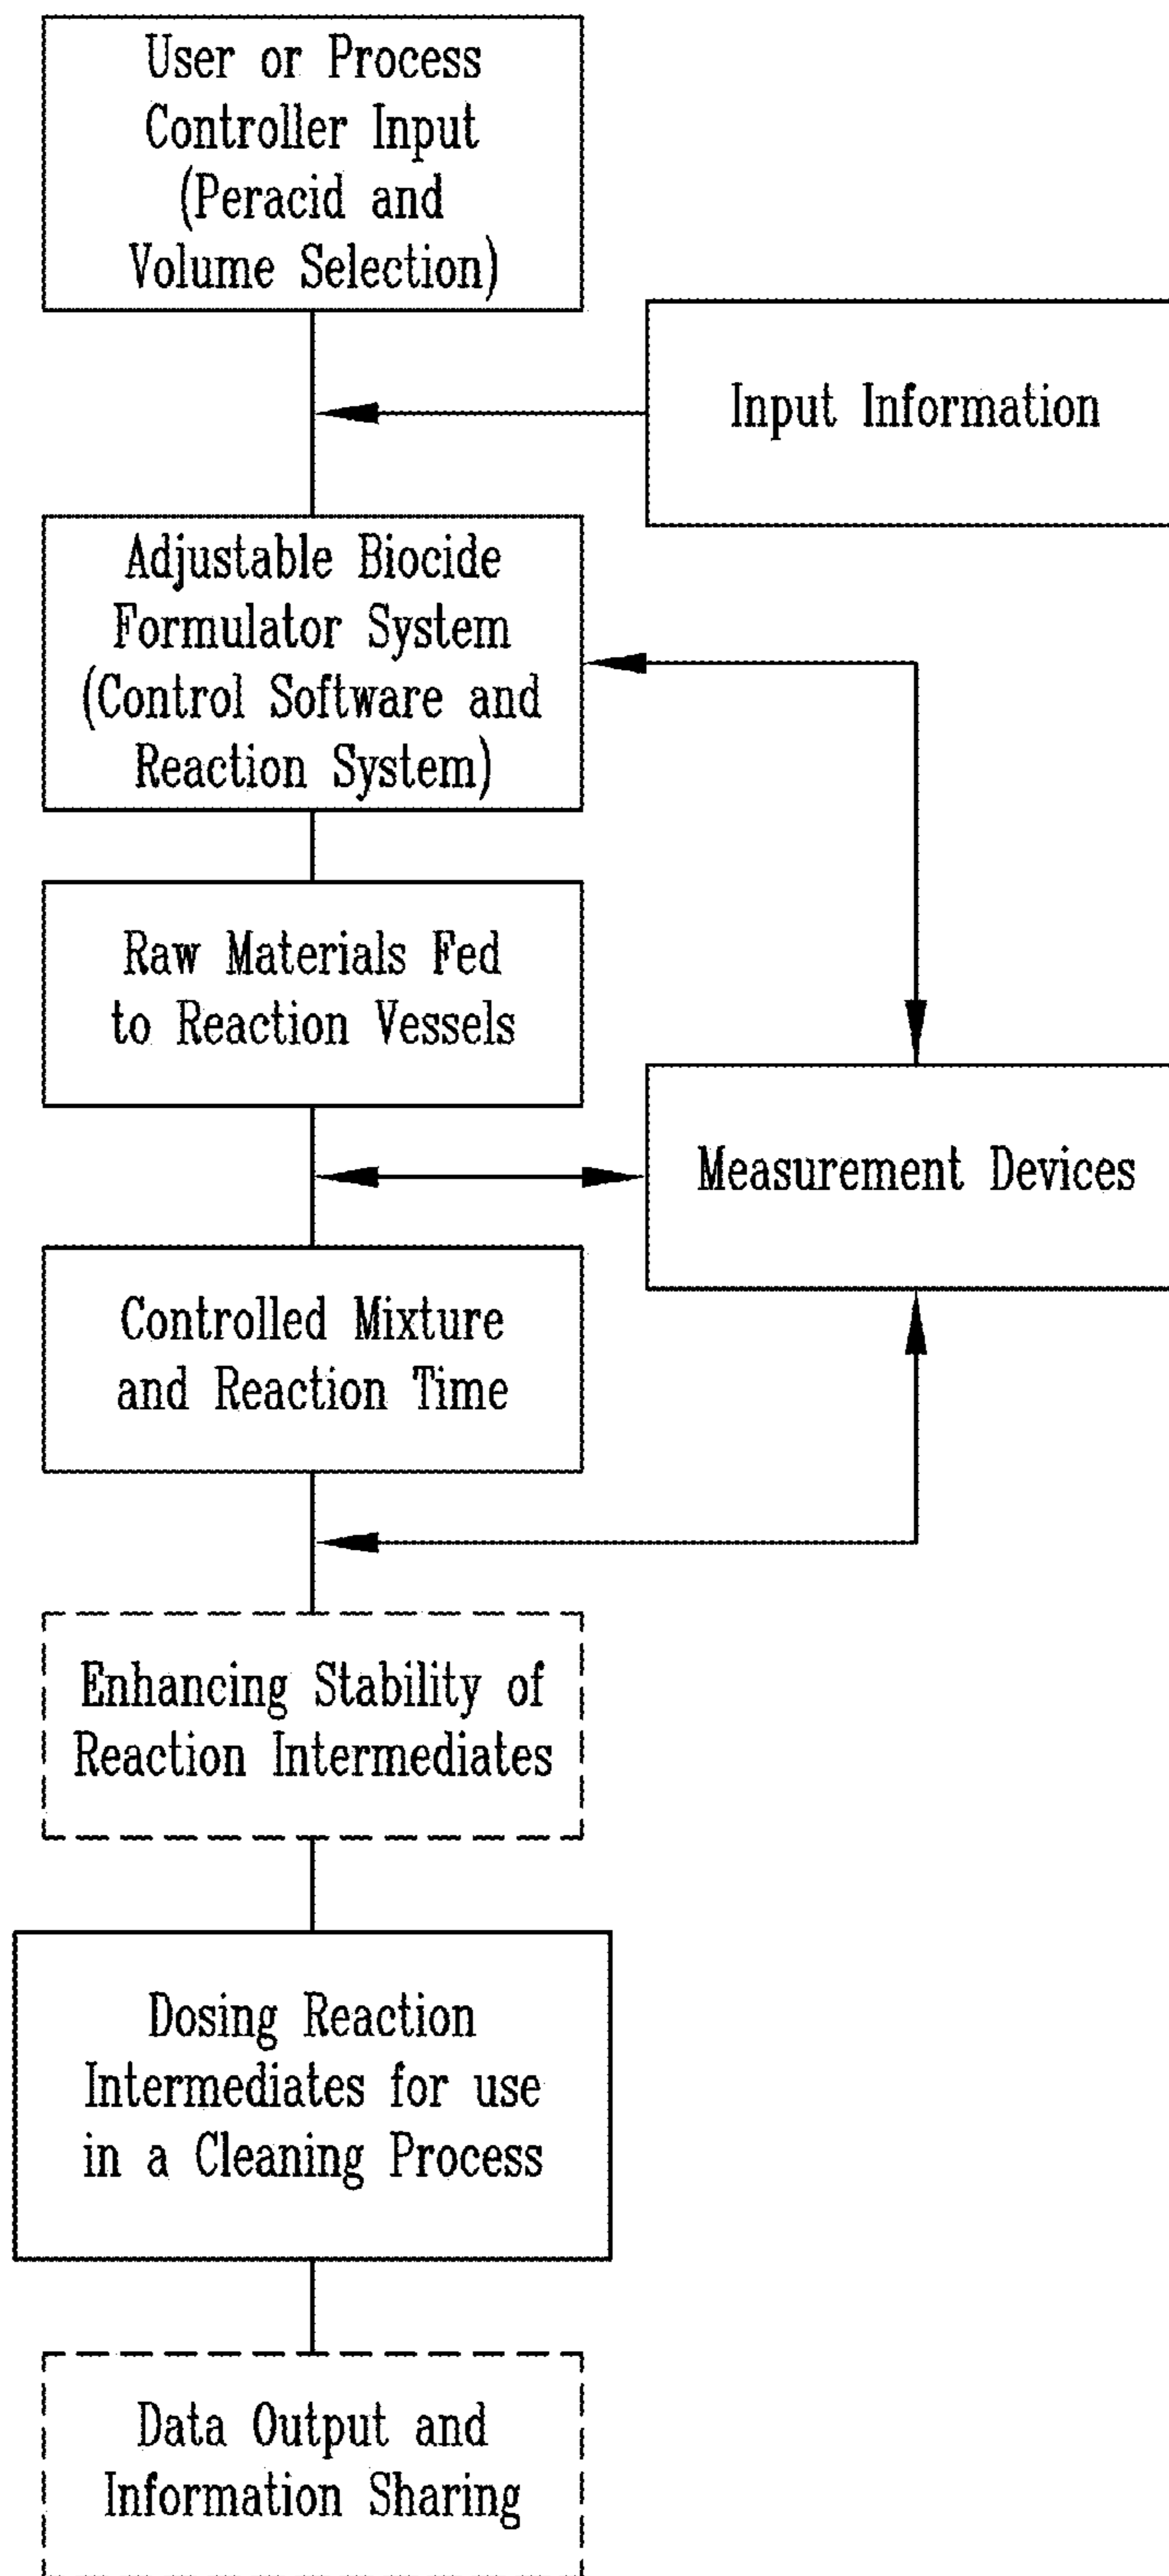 User or Process
Controller Input
(Peracid and
Volume Selection)
Input Information
Adjustable Biocide
Formulator System
(Control Software and
Reaction System)
Raw Materials Fed
to Reaction Vessels
Measurement Devices
Controlled Mixture
and Reaction Time
Enhancing Stability of
Reaction Intermediates
Dosing Reaction
Intermediates for use
in a Cleaning Process
Data Output and
Information Sharing